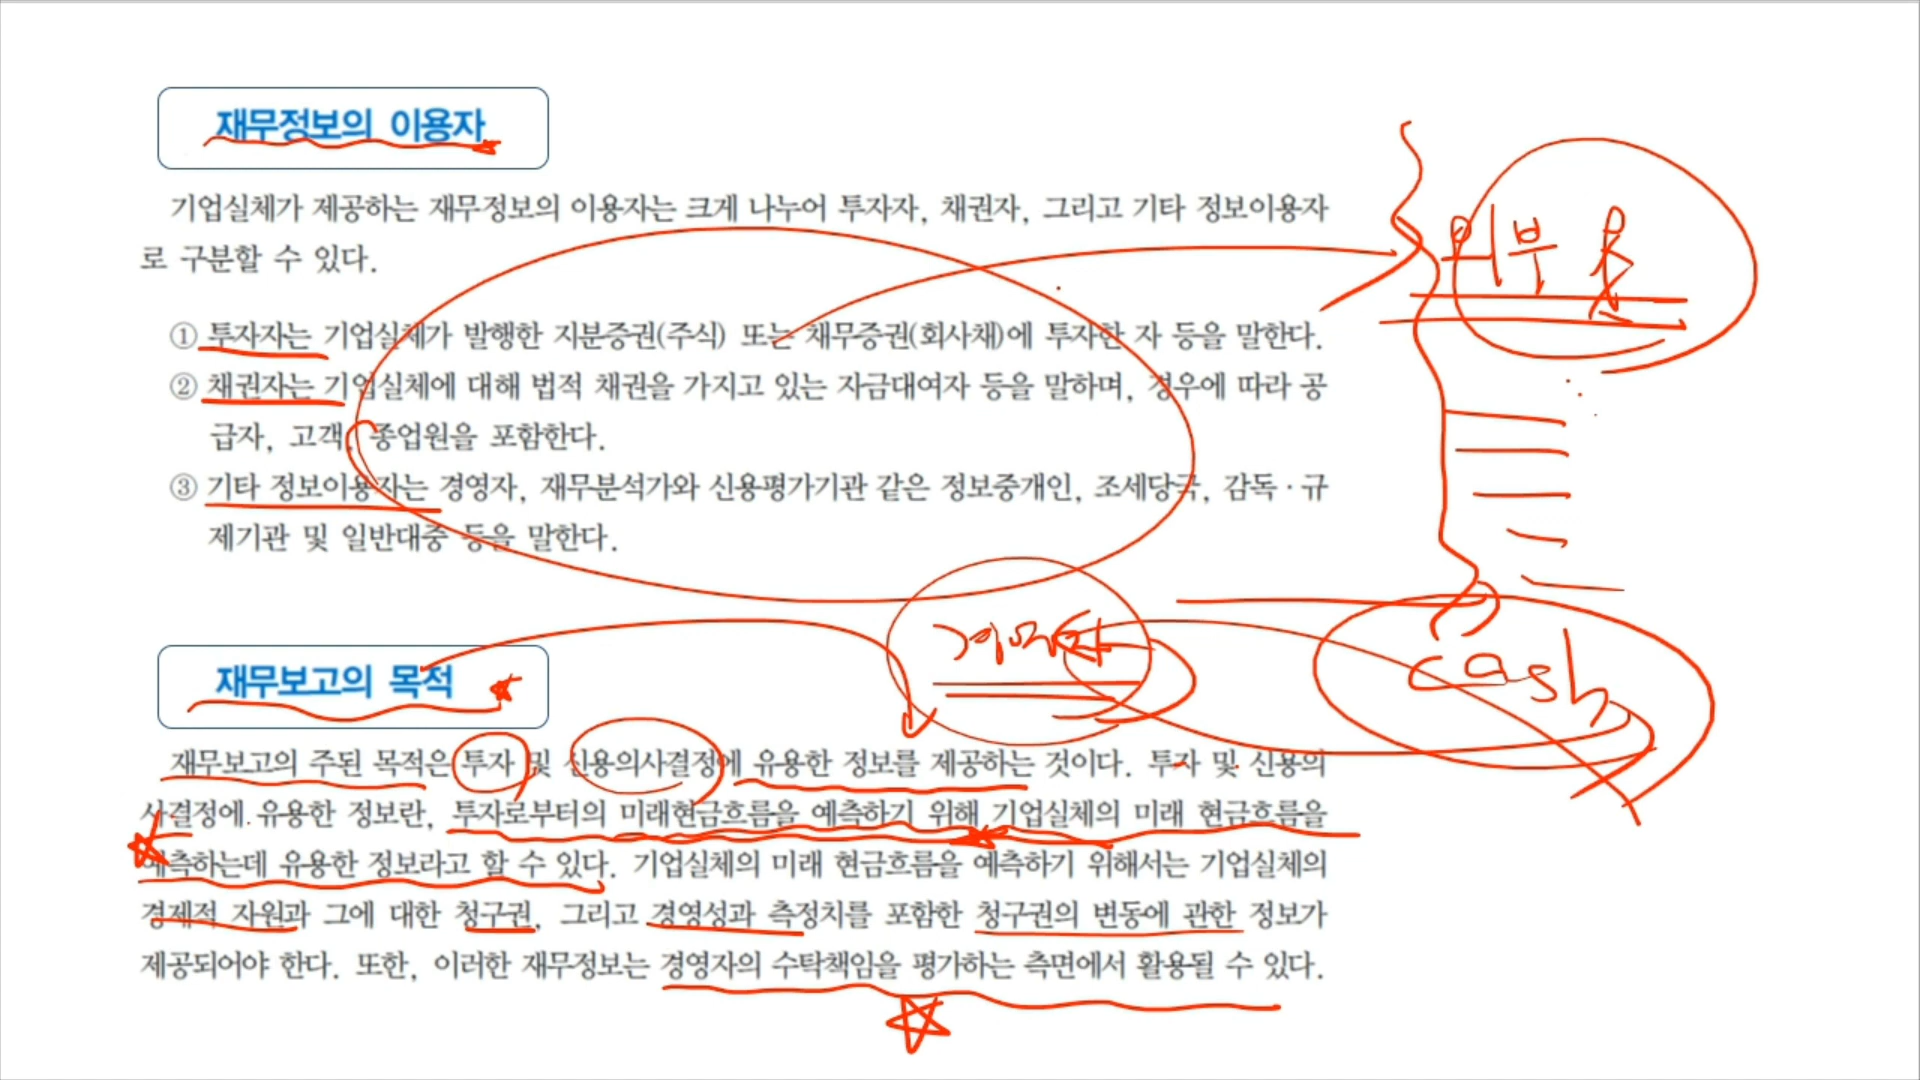 재무정보의 이용자
기업실체가 제공하는 재무정보의 이용자는 크게 나누어 투자자, 채권자, 그리고 기타 정보이용자
로 구분할 수 있다.
① 투자자는 기업실체가 발행한 지분증권(주식) 또는 채무증권(회사채)에 투자한 자 등을 말한다.
② 채권자는 기업실체에 대해 법적 채권을 가지고 있는 자금대여자 등을 말하며, 경우에 따라 공
급자, 고객, 종업원을 포함한다.
③ 기타 정보이용자는 경영자, 재무분석가와 신용평가기관 같은 정보중개인, 조세당국, 감독·규
제기관 및 일반대중 등을 말한다.
외부
cash
재무보고의 목적
재무보고의 주된 목적은 투자 및 신용의사결정에 유용한 정보를 제공하는 것이다. 투자 및 신용의
사결정에 유용한 정보란, 투자로부터의 미래현금흐름을 예측하기 위해 기업실체의 미래 현금흐름을
예측하는데 유용한 정보라고 할 수 있다. 기업실체의 미래 현금흐름을 예측하기 위해서는 기업실체의
경제적 자원과 그에 대한 청구권, 그리고 경영성과 측정치를 포함한 청구권의 변동에 관한 정보가
제공되어야 한다. 또한, 이러한 재무정보는 경영자의 수탁책임을 평가하는 측면에서 활용될 수 있다.